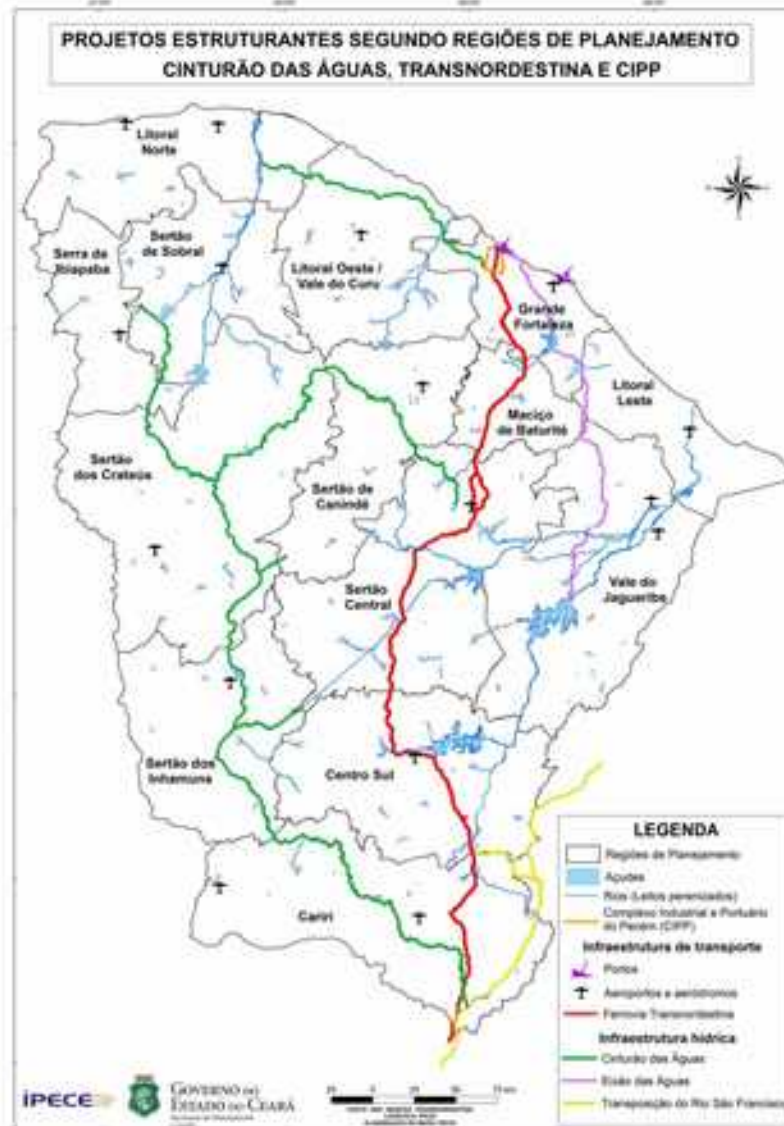 PROJETOS ESTRUTURANTES SEGUNDO REGIÕES DE PLANEJAMENTO
CINTURÃO DAS ÁGUAS, TRANSNORDESTINA E CIPP
Litoral
Norte
Serra da
Ibiapaba
Sertão
de Sobral
Litoral Oeste /
Vale do Curu
Grande
Fortaleza
Litoral
Leste
Maciço
de Baturité
Sertão
dos Crateús
Sertão de
Canindé
Sertão
Central
Vale do
Jaguaribe
Sertão dos
Inhamuns
Centro Sul
Cariri
LEGENDA
Regiões de Planejamento
Açudes
Rios (Leitos perenizados)
Complexo Industrial e Portuário
do Pecém (CIPP)
Infraestrutura de transporte
Portos
Aeroportos e aeródromos
Ferrovia Transnordestina
Infraestrutura hídrica
Cinturão das Águas
Eixão das Águas
Transposição do Rio São Francisco
IPECE
GOVERNO DO
ESTADO DO CEARÁ